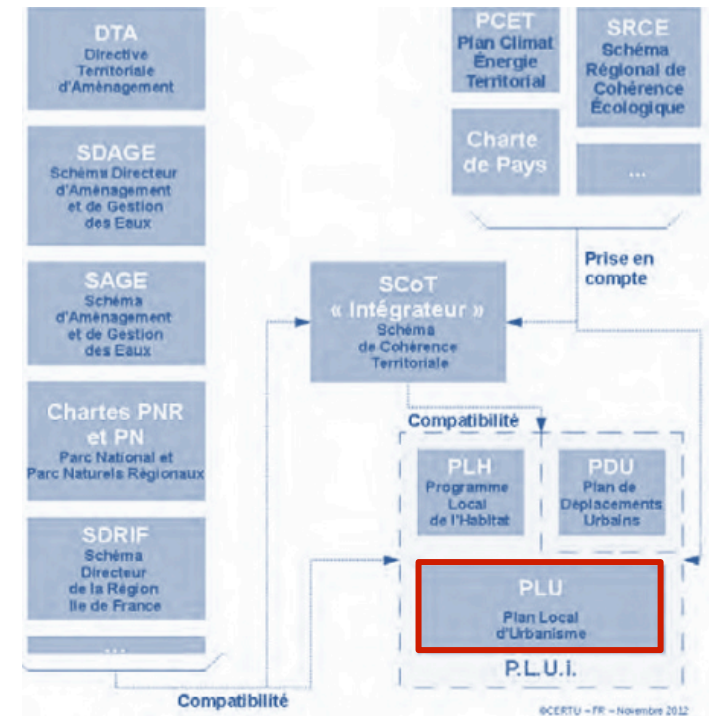 DTA
Directive
Territoriale
d'Aménagement
SDAGE
Schéma Directeur
d'Aménagement
et de Gestion
des Eaux
SAGE
Schéma
d'Aménagement
et de Gestion
des Eaux
Chartes PNR
et PN
Parc National et
Parc Naturels Régionaux
SDRIF
Schéma
Directeur
de la Région
Ile de France
...
Compatibilité
PCET
Plan Climat
Énergie
Territorial
SRCE
Schéma
Régional de
Cohérence
Écologique
Charte
de Pays
...
Prise en
compte
SCoT
« Intégrateur »
Schéma
de Cohérence
Territoriale
Compatibilité
PLH
Programme
Local
de l'Habitat
PDU
Plan de
Déplacements
Urbains
PLU
Plan Local
d'Urbanisme
P.L.U.i.
©CERTU - FR - Novembre 2012